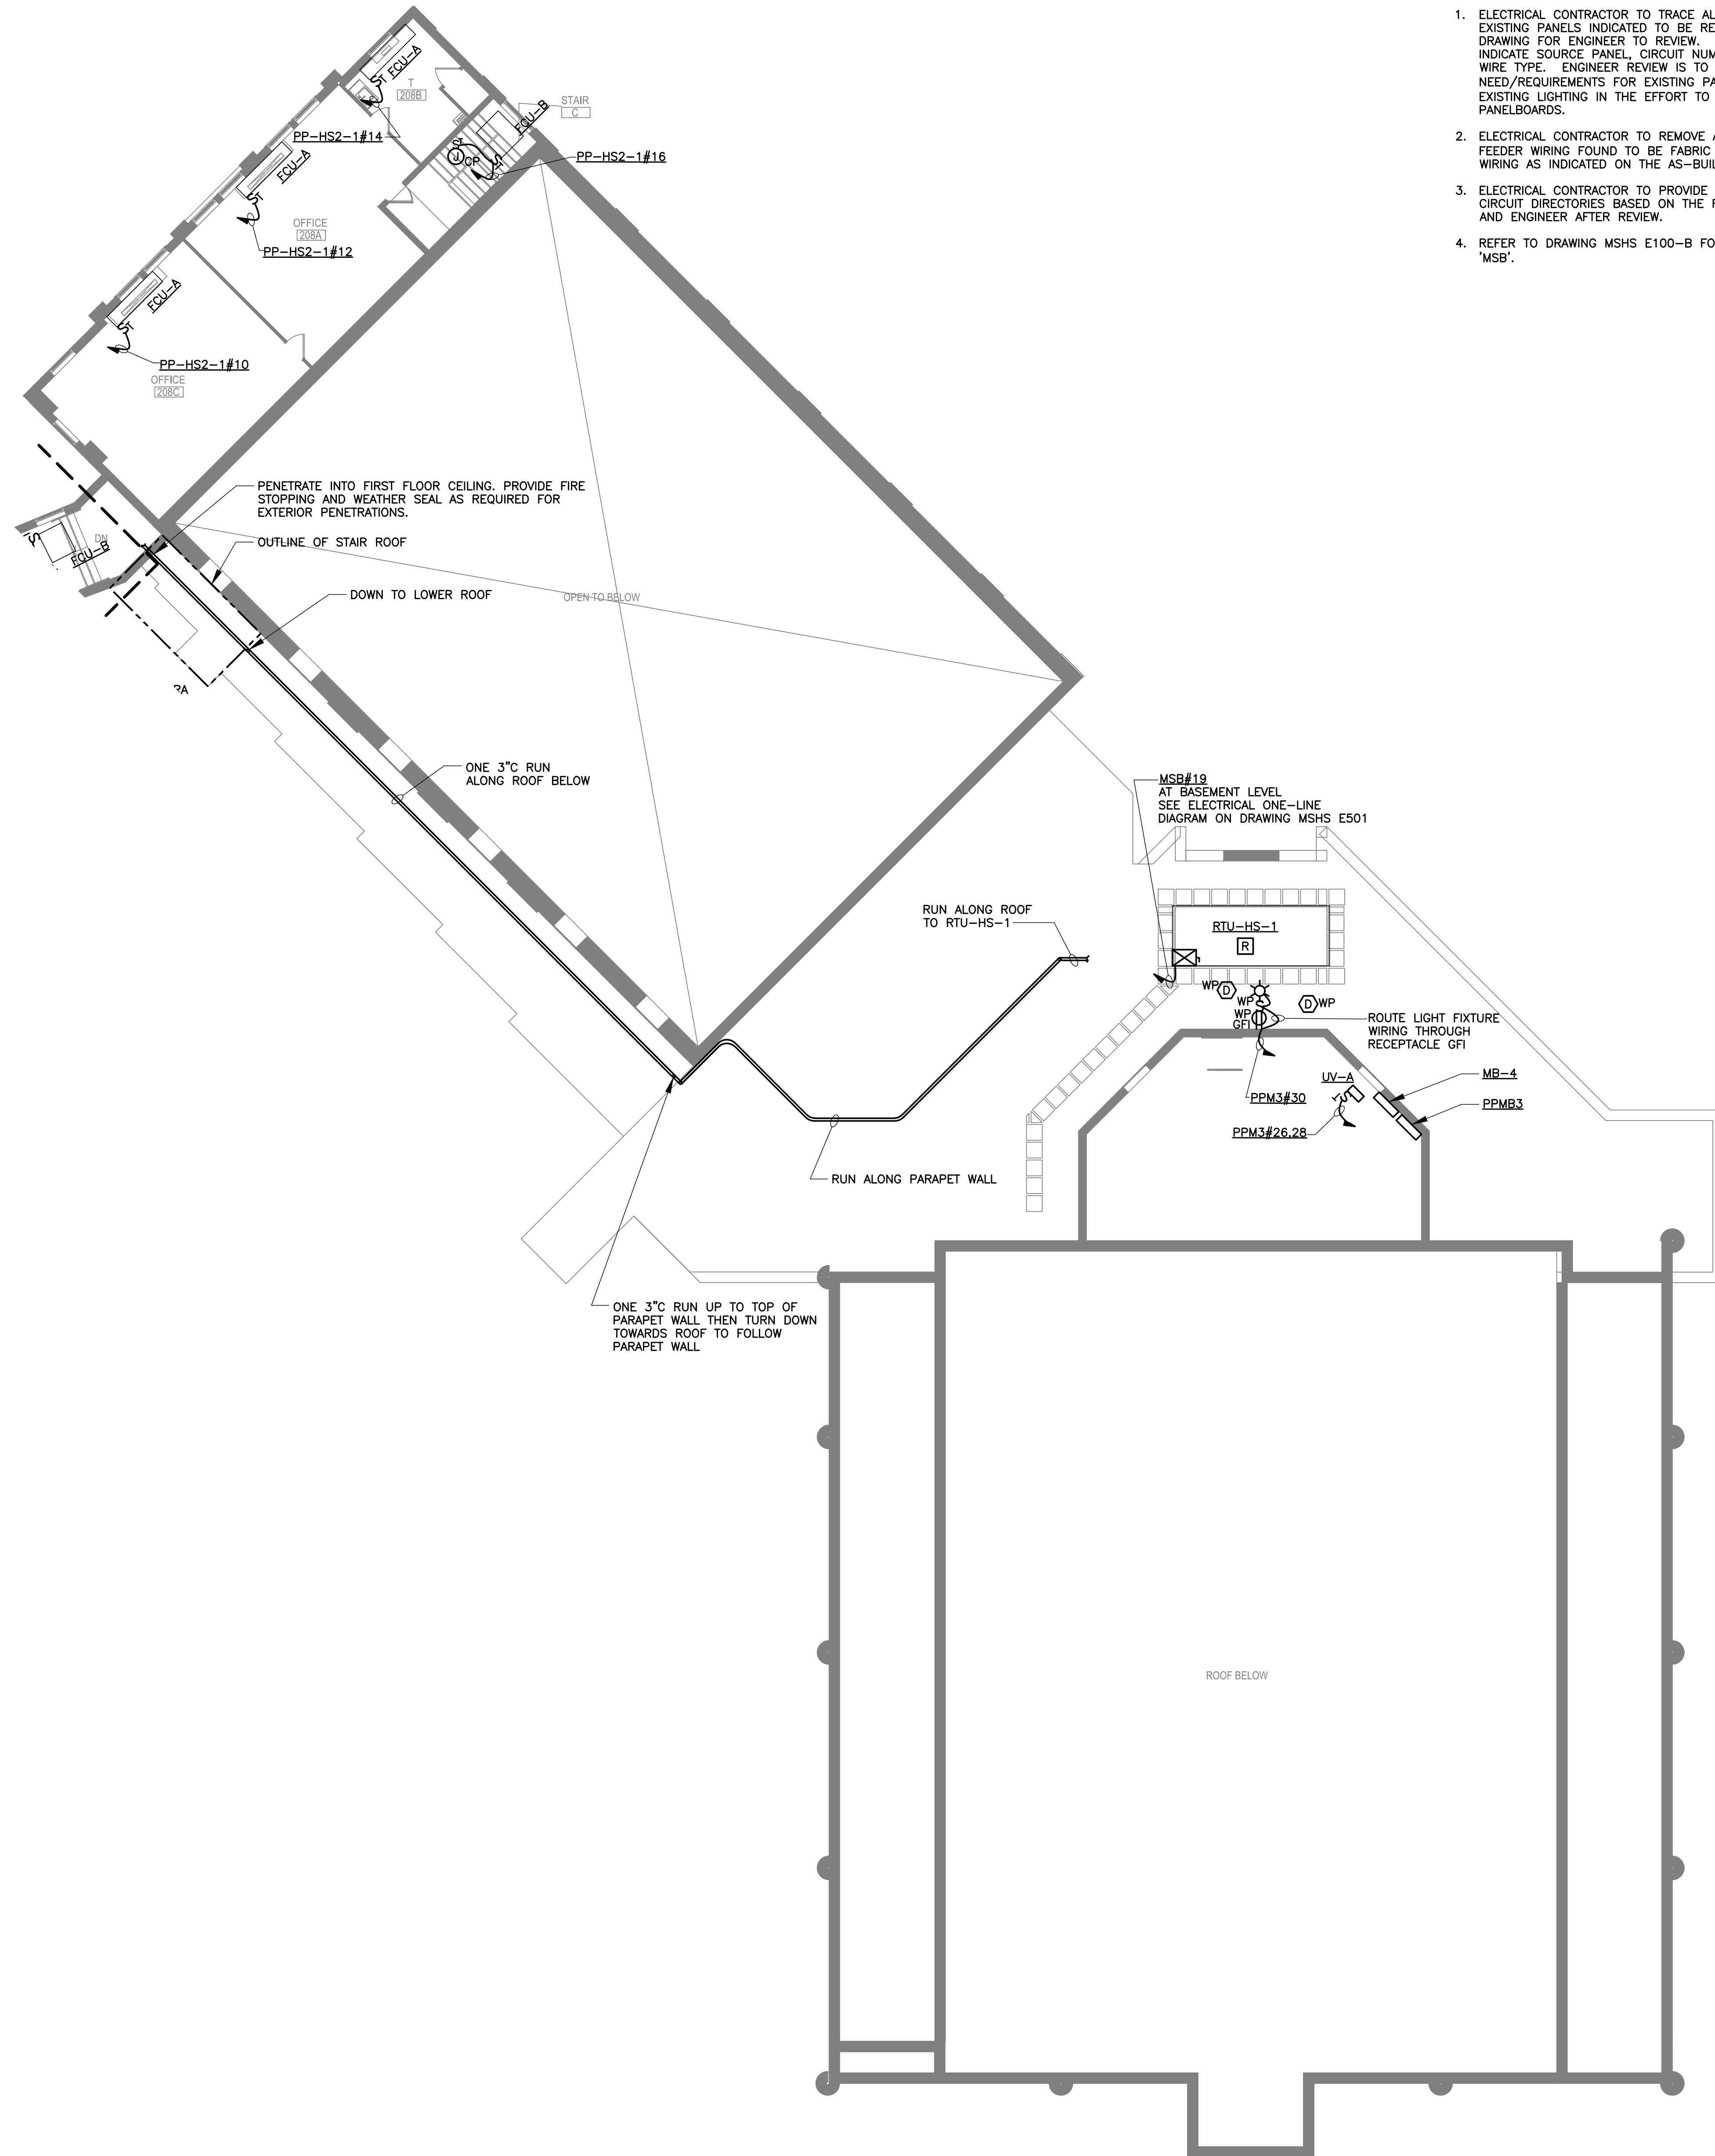 1. ELECTRICAL CONTRACTOR TO TRACE AL
EXISTING PANELS INDICATED TO BE RE
DRAWING FOR ENGINEER TO REVIEW.
INDICATE SOURCE PANEL, CIRCUIT NUM
WIRE TYPE. ENGINEER REVIEW IS TO
NEED/REQUIREMENTS FOR EXISTING PA
EXISTING LIGHTING IN THE EFFORT TO
PANELBOARDS.
2. ELECTRICAL CONTRACTOR TO REMOVE A
FEEDER WIRING FOUND TO BE FABRIC
WIRING AS INDICATED ON THE AS-BUIL
3. ELECTRICAL CONTRACTOR TO PROVIDE
CIRCUIT DIRECTORIES BASED ON THE F
AND ENGINEER AFTER REVIEW.
4. REFER TO DRAWING MSHS E100-B FO
'MSB'.
FCU-A
ST
T
208B
STAIR
C
FCU-B
PP-HS2-1#14
ST
J
CP
ST
PP-HS2-1#16
FCU-A
ST
OFFICE
208A
PP-HS2-1#12
FCU-A
ST
PP-HS2-1#10
OFFICE
208C
PENETRATE INTO FIRST FLOOR CEILING. PROVIDE FIRE
STOPPING AND WEATHER SEAL AS REQUIRED FOR
EXTERIOR PENETRATIONS.
DN
FCU-B
OUTLINE OF STAIR ROOF
DOWN TO LOWER ROOF
OPEN TO BELOW
RA
ONE 3"C RUN
ALONG ROOF BELOW
MSB#19
AT BASEMENT LEVEL
SEE ELECTRICAL ONE-LINE
DIAGRAM ON DRAWING MSHS E501
RUN ALONG ROOF
TO RTU-HS-1
RTU-HS-1
R
WP
D
WP
D
WP
WP
GFI
ROUTE LIGHT FIXTURE
WIRING THROUGH
RECEPTACLE GFI
UV-A
ST
MB-4
PPM3#30
PPMB3
PPM3#26,28
RUN ALONG PARAPET WALL
ONE 3"C RUN UP TO TOP OF
PARAPET WALL THEN TURN DOWN
TOWARDS ROOF TO FOLLOW
PARAPET WALL
ROOF BELOW